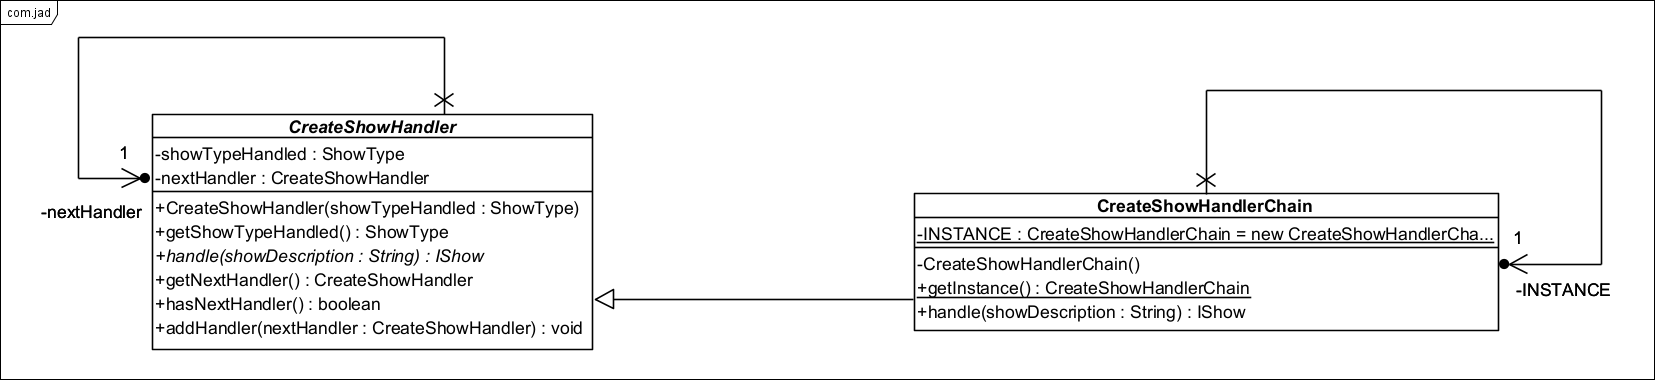 com.jad
CreateShowHandler
-showTypeHandled : ShowType
-nextHandler : CreateShowHandler
+CreateShowHandler(showTypeHandled : ShowType)
+getShowTypeHandled() : ShowType
+handle(showDescription : String) : IShow
+getNextHandler() : CreateShowHandler
+hasNextHandler() : boolean
+addHandler(nextHandler : CreateShowHandler) : void
1
-nextHandler
CreateShowHandlerChain
-INSTANCE : CreateShowHandlerChain = new CreateShowHandlerCha...
-CreateShowHandlerChain()
+getInstance() : CreateShowHandlerChain
+handle(showDescription : String) : IShow
1
-INSTANCE